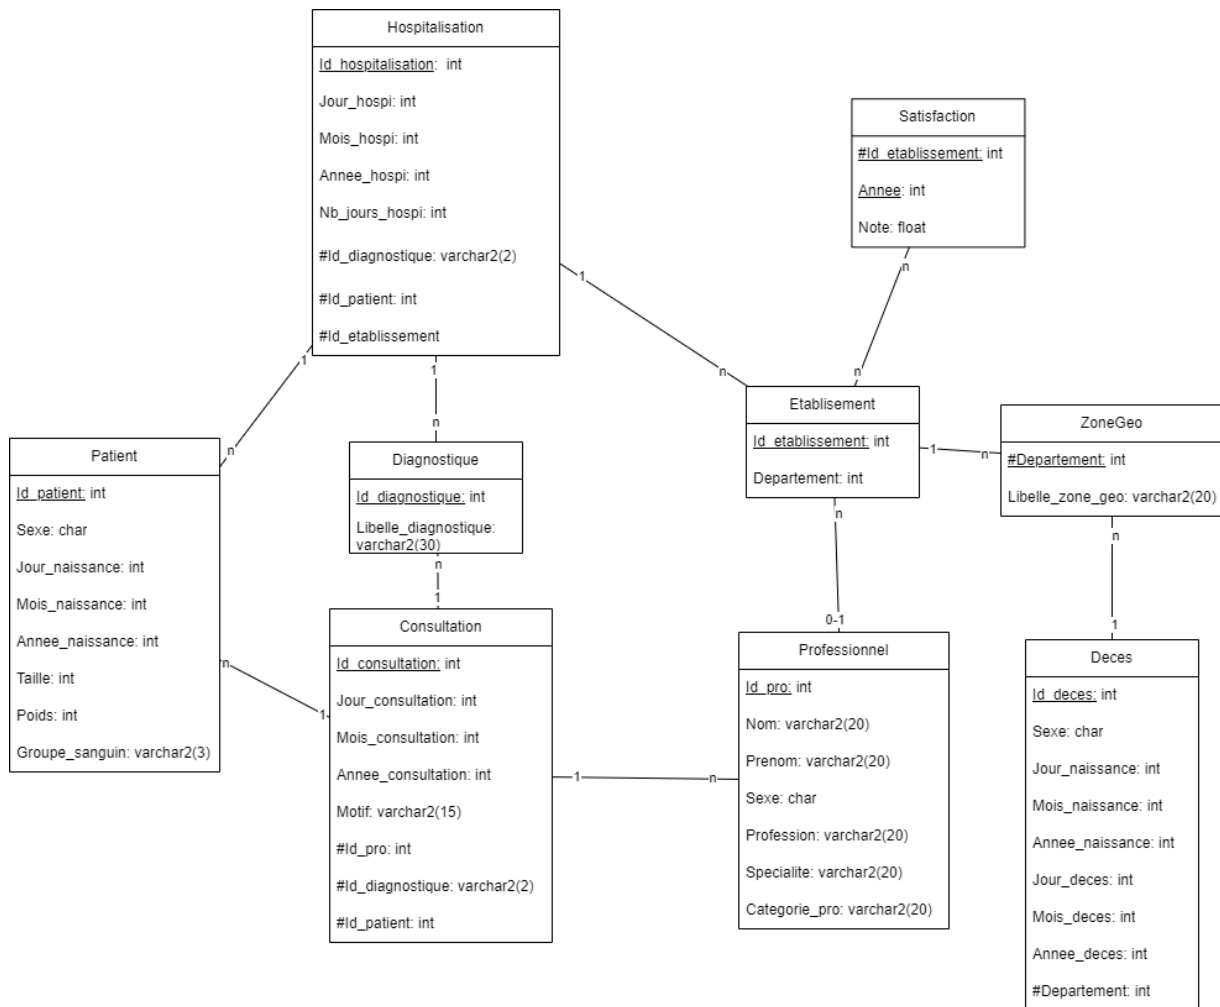 Hospitalisation
Id_hospitalisation: int
Jour_hospi: int
Mois_hospi: int
Annee_hospi: int
Nb_jours_hospi: int
#Id_diagnostique: varchar2(2)
#Id_patient: int
#Id_etablissement
1
1
1
Satisfaction
#Id_etablissement: int
Annee: int
Note: float
n
n
n
Etablisement
Id_etablissement: int
Departement: int
1
n
n
0-1
ZoneGeo
#Departement: int
Libelle_zone_geo: varchar2(20)
n
1
Patient
Id_patient: int
Sexe: char
Jour_naissance: int
Mois_naissance: int
Annee_naissance: int
Taille: int
Poids: int
Groupe_sanguin: varchar2(3)
n
n
1
n
Diagnostique
Id_diagnostique: int
Libelle_diagnostique:
varchar2(30)
n
1
Consultation
Id_consultation: int
Jour_consultation: int
Mois_consultation: int
Annee_consultation: int
Motif: varchar2(15)
#Id_pro: int
#Id_diagnostique: varchar2(2)
#Id_patient: int
1
n
Professionnel
Id_pro: int
Nom: varchar2(20)
Prenom: varchar2(20)
Sexe: char
Profession: varchar2(20)
Specialite: varchar2(20)
Categorie_pro: varchar2(20)
Deces
Id_deces: int
Sexe: char
Jour_naissance: int
Mois_naissance: int
Annee_naissance: int
Jour_deces: int
Mois_deces: int
Annee_deces: int
#Departement: int